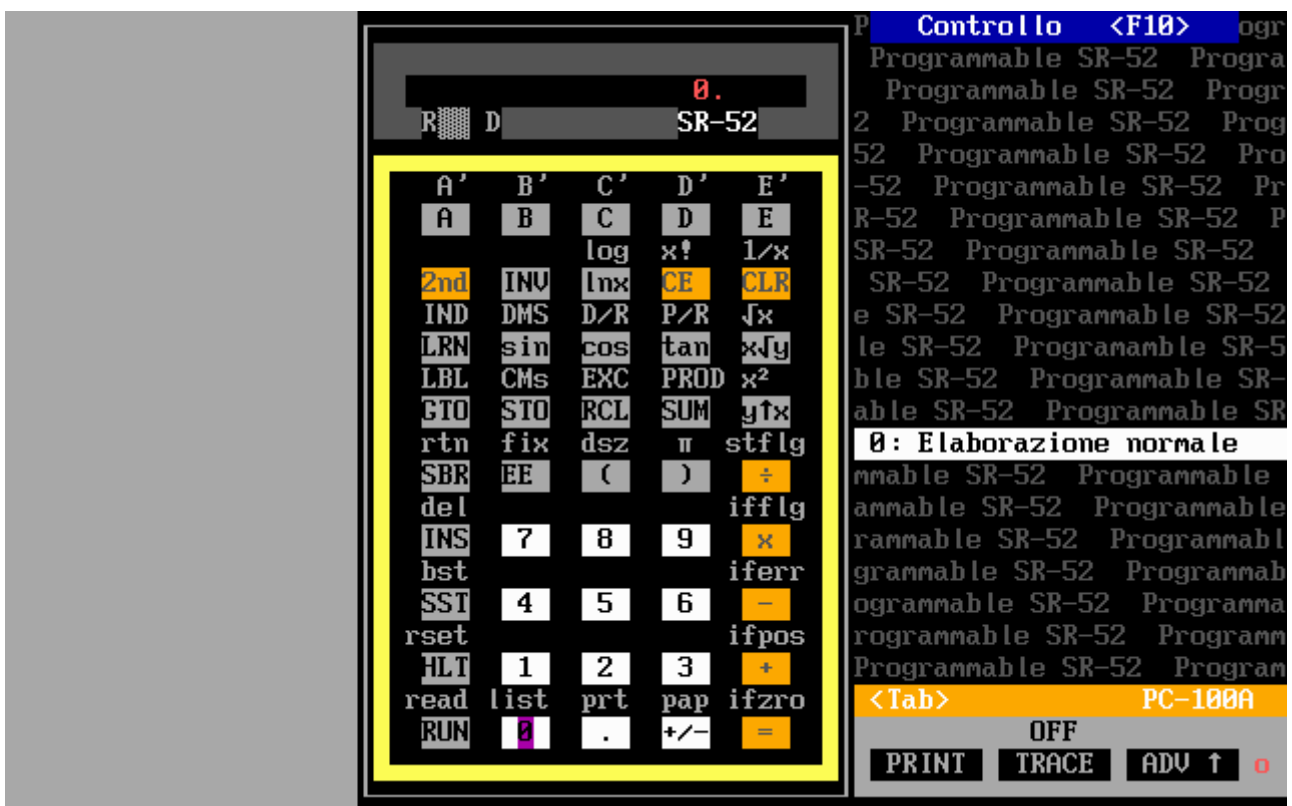 P Controllo <F10> ogr
Programmable SR-52 Progra
0. Programmable SR-52 Progr
R D SR-52 2 Programmable SR-52 Prog
52 Programmable SR-52 Pro
A' B' C' D' E' -52 Programmable SR-52 Pr
A B C D E R-52 Programmable SR-52 P
log x! 1/x SR-52 Programmable SR-52
2nd INV lnx CE CLR SR-52 Programmable SR-52
IND DMS D/R P/R √x e SR-52 Programmable SR-52
LRN sin cos tan x√y le SR-52 Programamble SR-5
LBL CMs EXC PROD x² ble SR-52 Programmable SR-
GTO STO RCL SUM y↑x able SR-52 Programmable SR
rtn fix dsz π stflg 0: Elaborazione normale
SBR EE ( ) ÷ mmable SR-52 Programmable
del ifflg ammable SR-52 Programmable
INS 7 8 9 x rammable SR-52 Programmabl
bst iferr grammable SR-52 Programmab
SST 4 5 6 - ogrammable SR-52 Programma
rset ifpos rogrammable SR-52 Programm
HLT 1 2 3 + Programmable SR-52 Program
read list prt pap ifzro <Tab> PC-100A
RUN 0 . +/- = OFF
PRINT TRACE ADV ↑ o